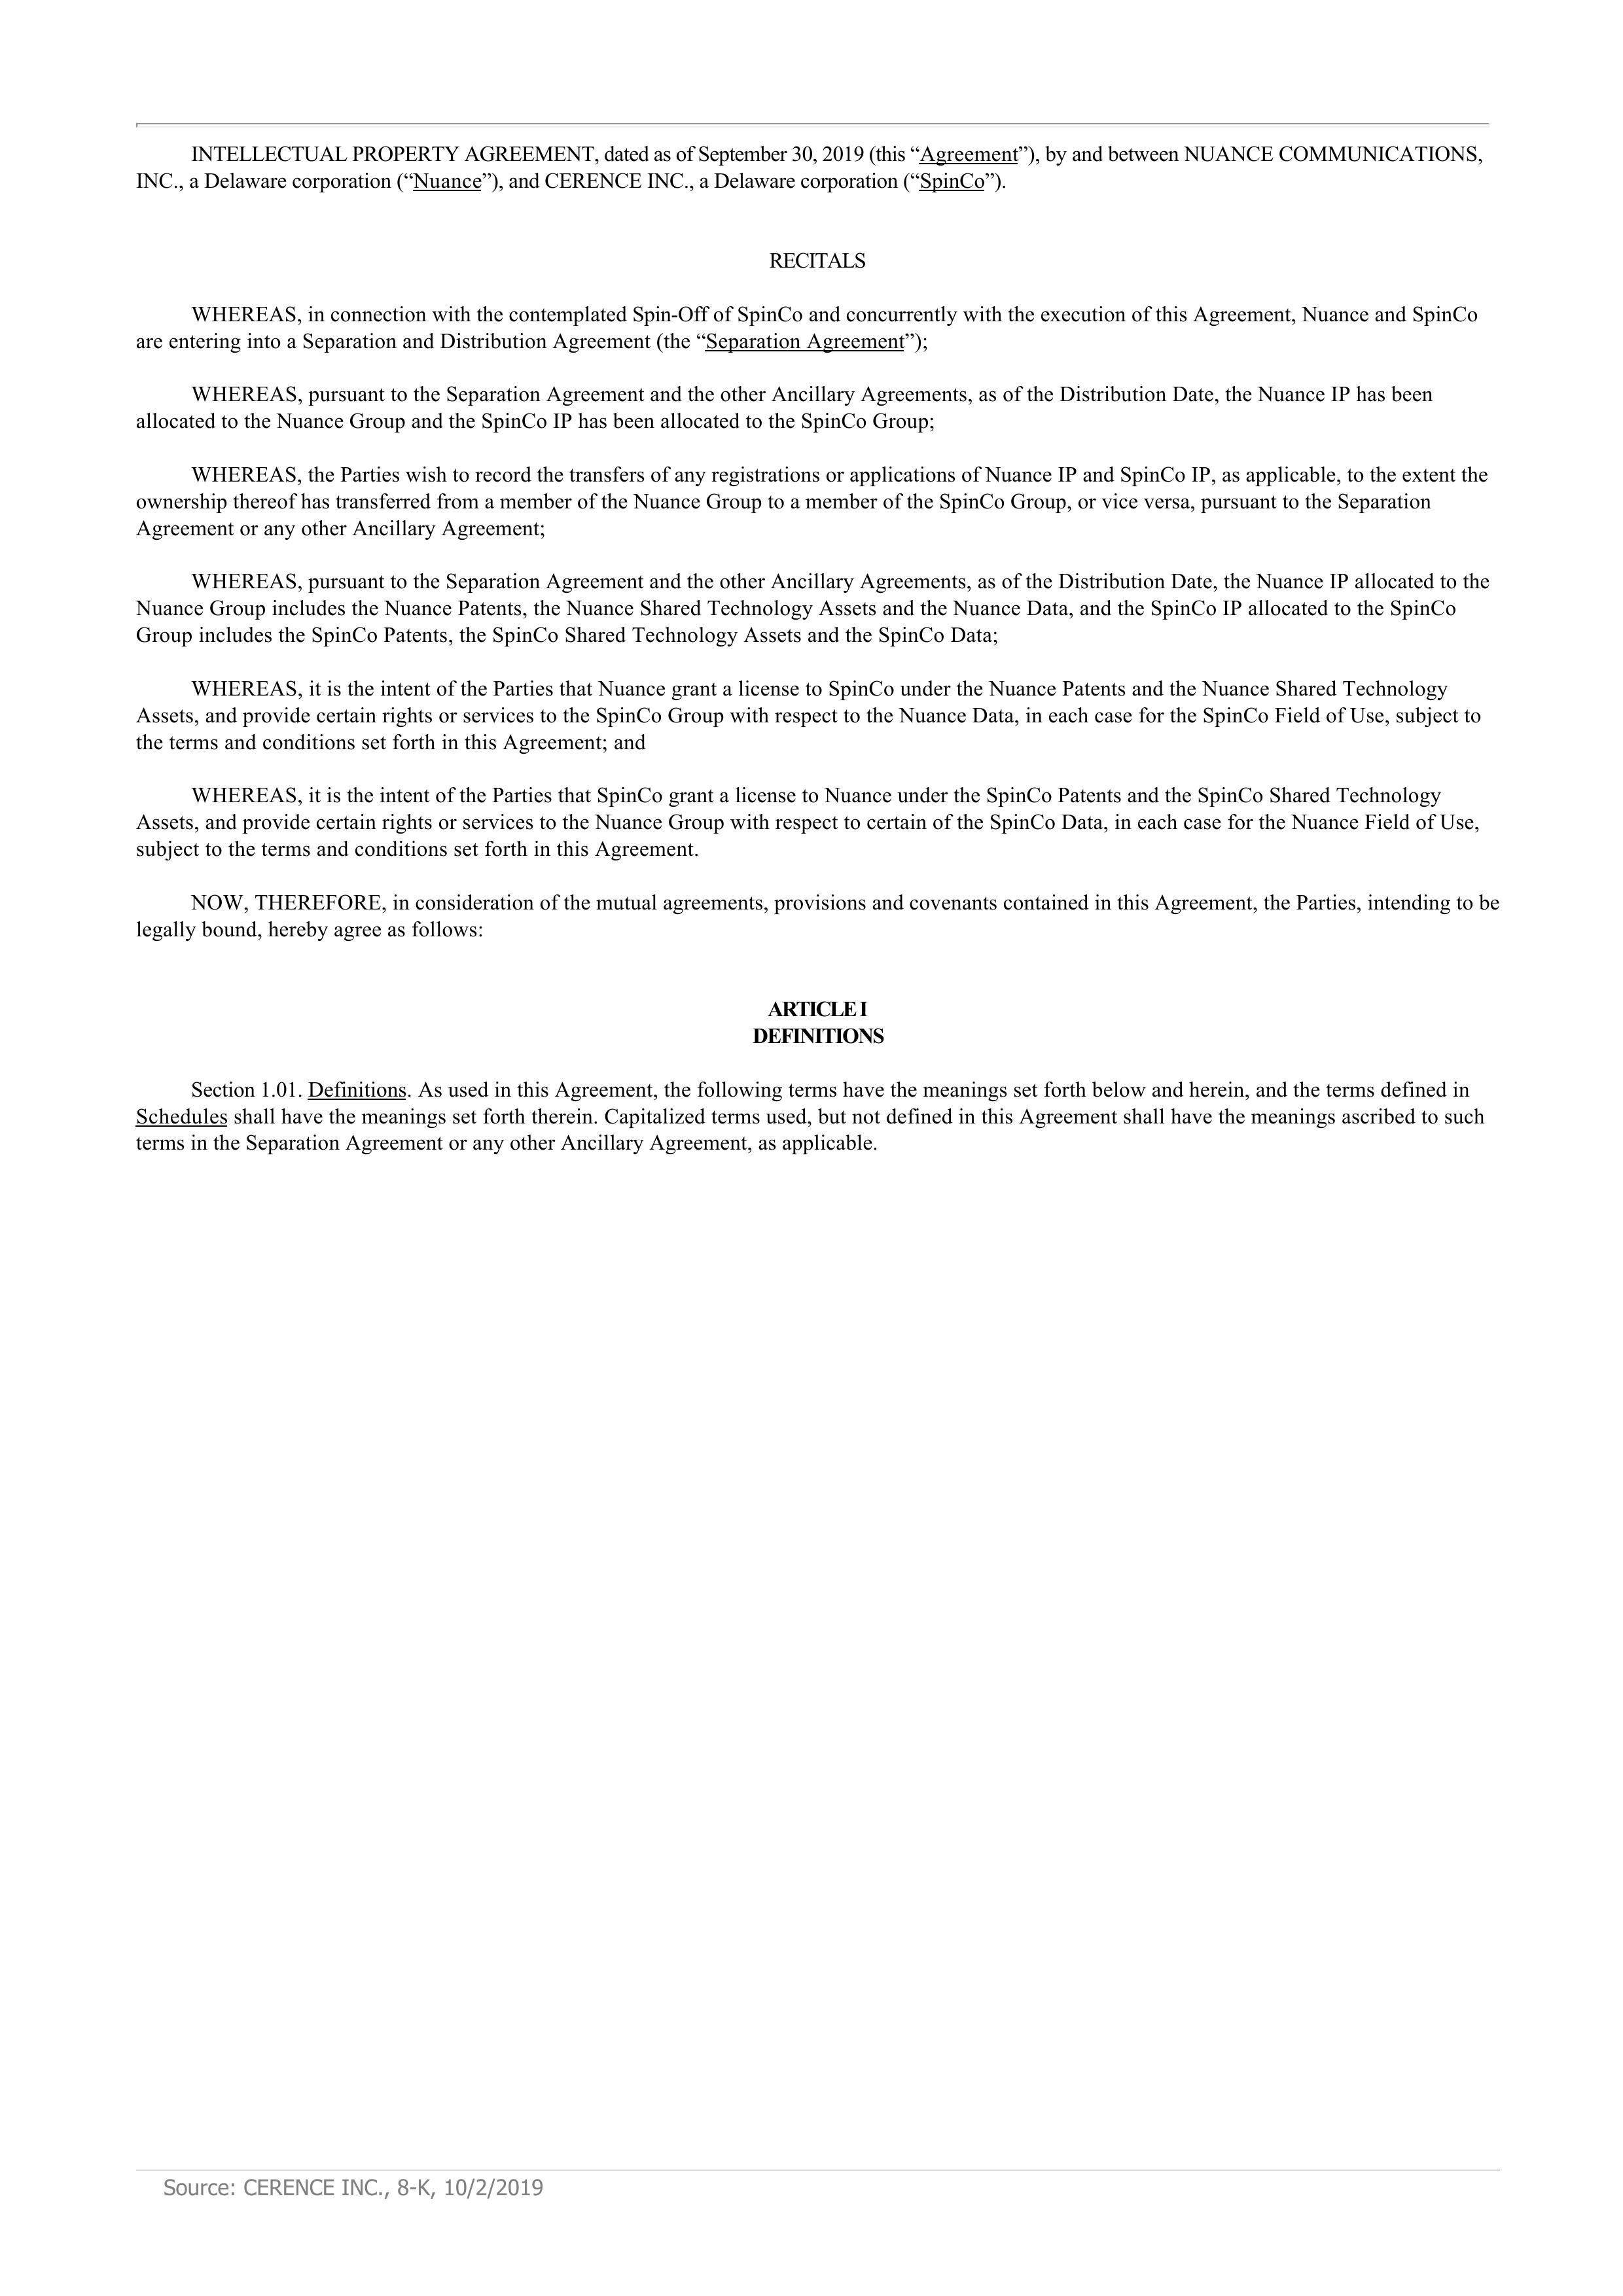 INTELLECTUAL PROPERTY AGREEMENT, dated as of September 30, 2019 (this “Agreement”), by and between NUANCE COMMUNICATIONS,
INC., a Delaware corporation (“Nuance”), and CERENCE INC., a Delaware corporation (“SpinCo”).
RECITALS
WHEREAS, in connection with the contemplated Spin-Off of SpinCo and concurrently with the execution of this Agreement, Nuance and SpinCo
are entering into a Separation and Distribution Agreement (the “Separation Agreement”);
WHEREAS, pursuant to the Separation Agreement and the other Ancillary Agreements, as of the Distribution Date, the Nuance IP has been
allocated to the Nuance Group and the SpinCo IP has been allocated to the SpinCo Group;
WHEREAS, the Parties wish to record the transfers of any registrations or applications of Nuance IP and SpinCo IP, as applicable, to the extent the
ownership thereof has transferred from a member of the Nuance Group to a member of the SpinCo Group, or vice versa, pursuant to the Separation
Agreement or any other Ancillary Agreement;
WHEREAS, pursuant to the Separation Agreement and the other Ancillary Agreements, as of the Distribution Date, the Nuance IP allocated to the
Nuance Group includes the Nuance Patents, the Nuance Shared Technology Assets and the Nuance Data, and the SpinCo IP allocated to the SpinCo
Group includes the SpinCo Patents, the SpinCo Shared Technology Assets and the SpinCo Data;
WHEREAS, it is the intent of the Parties that Nuance grant a license to SpinCo under the Nuance Patents and the Nuance Shared Technology
Assets, and provide certain rights or services to the SpinCo Group with respect to the Nuance Data, in each case for the SpinCo Field of Use, subject to
the terms and conditions set forth in this Agreement; and
WHEREAS, it is the intent of the Parties that SpinCo grant a license to Nuance under the SpinCo Patents and the SpinCo Shared Technology
Assets, and provide certain rights or services to the Nuance Group with respect to certain of the SpinCo Data, in each case for the Nuance Field of Use,
subject to the terms and conditions set forth in this Agreement.
NOW, THEREFORE, in consideration of the mutual agreements, provisions and covenants contained in this Agreement, the Parties, intending to be
legally bound, hereby agree as follows:
ARTICLE I
DEFINITIONS
Section 1.01. Definitions. As used in this Agreement, the following terms have the meanings set forth below and herein, and the terms defined in
Schedules shall have the meanings set forth therein. Capitalized terms used, but not defined in this Agreement shall have the meanings ascribed to such
terms in the Separation Agreement or any other Ancillary Agreement, as applicable.
Source: CERENCE INC., 8-K, 10/2/2019